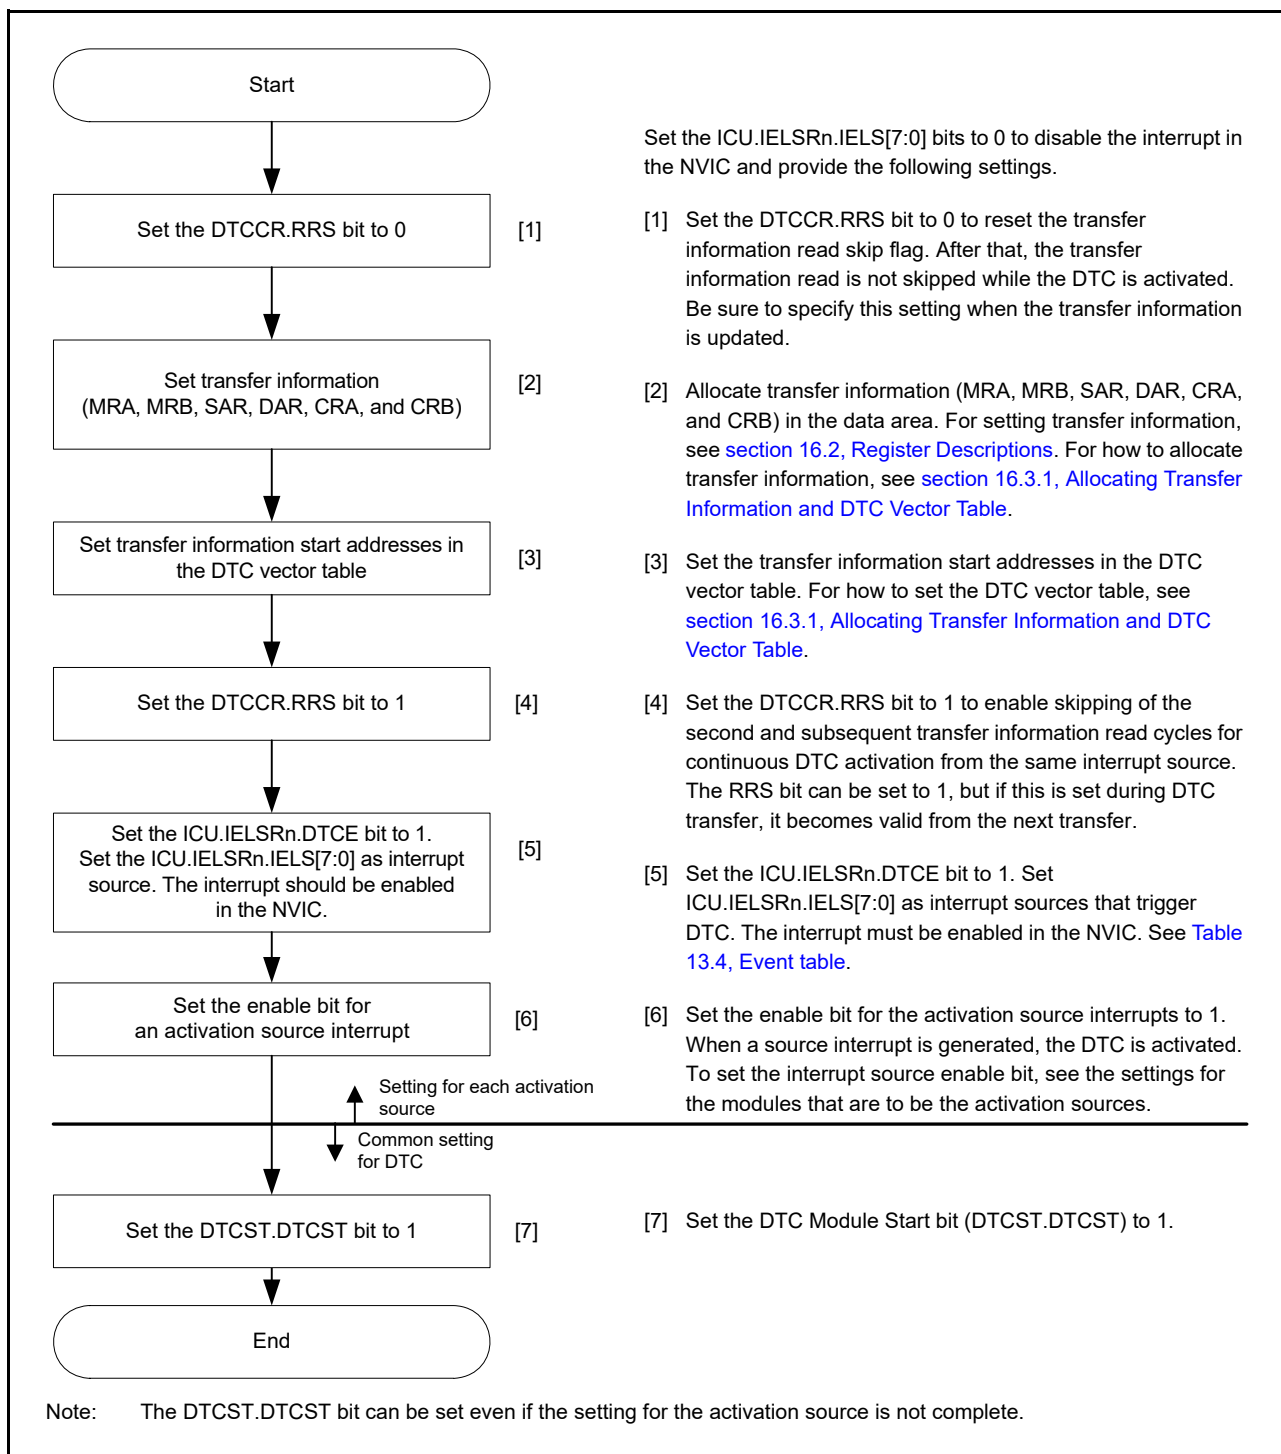 Start
Set the ICU.IELSRn.IELS[7:0] bits to 0 to disable the interrupt in
the NVIC and provide the following settings.
Set the DTCCR.RRS bit to 0
[1]
[1] Set the DTCCR.RRS bit to 0 to reset the transfer
information read skip flag. After that, the transfer
information read is not skipped while the DTC is activated.
Be sure to specify this setting when the transfer information
is updated.
Set transfer information
(MRA, MRB, SAR, DAR, CRA, and CRB)
[2]
[2] Allocate transfer information (MRA, MRB, SAR, DAR, CRA,
and CRB) in the data area. For setting transfer information,
see section 16.2, Register Descriptions. For how to allocate
transfer information, see section 16.3.1, Allocating Transfer
Information and DTC Vector Table.
Set transfer information start addresses in
the DTC vector table
[3]
[3] Set the transfer information start addresses in the DTC
vector table. For how to set the DTC vector table, see
section 16.3.1, Allocating Transfer Information and DTC
Vector Table.
Set the DTCCR.RRS bit to 1
[4]
[4] Set the DTCCR.RRS bit to 1 to enable skipping of the
second and subsequent transfer information read cycles for
continuous DTC activation from the same interrupt source.
The RRS bit can be set to 1, but if this is set during DTC
transfer, it becomes valid from the next transfer.
Set the ICU.IELSRn.DTCE bit to 1.
Set the ICU.IELSRn.IELS[7:0] as interrupt
source. The interrupt should be enabled
in the NVIC.
[5]
[5] Set the ICU.IELSRn.DTCE bit to 1. Set
ICU.IELSRn.IELS[7:0] as interrupt sources that trigger
DTC. The interrupt must be enabled in the NVIC. See Table
13.4, Event table.
Set the enable bit for
an activation source interrupt
[6]
[6] Set the enable bit for the activation source interrupts to 1.
When a source interrupt is generated, the DTC is activated.
To set the interrupt source enable bit, see the settings for
the modules that are to be the activation sources.
Setting for each activation
source
Common setting
for DTC
Set the DTCST.DTCST bit to 1
[7]
[7] Set the DTC Module Start bit (DTCST.DTCST) to 1.
End
Note: The DTCST.DTCST bit can be set even if the setting for the activation source is not complete.